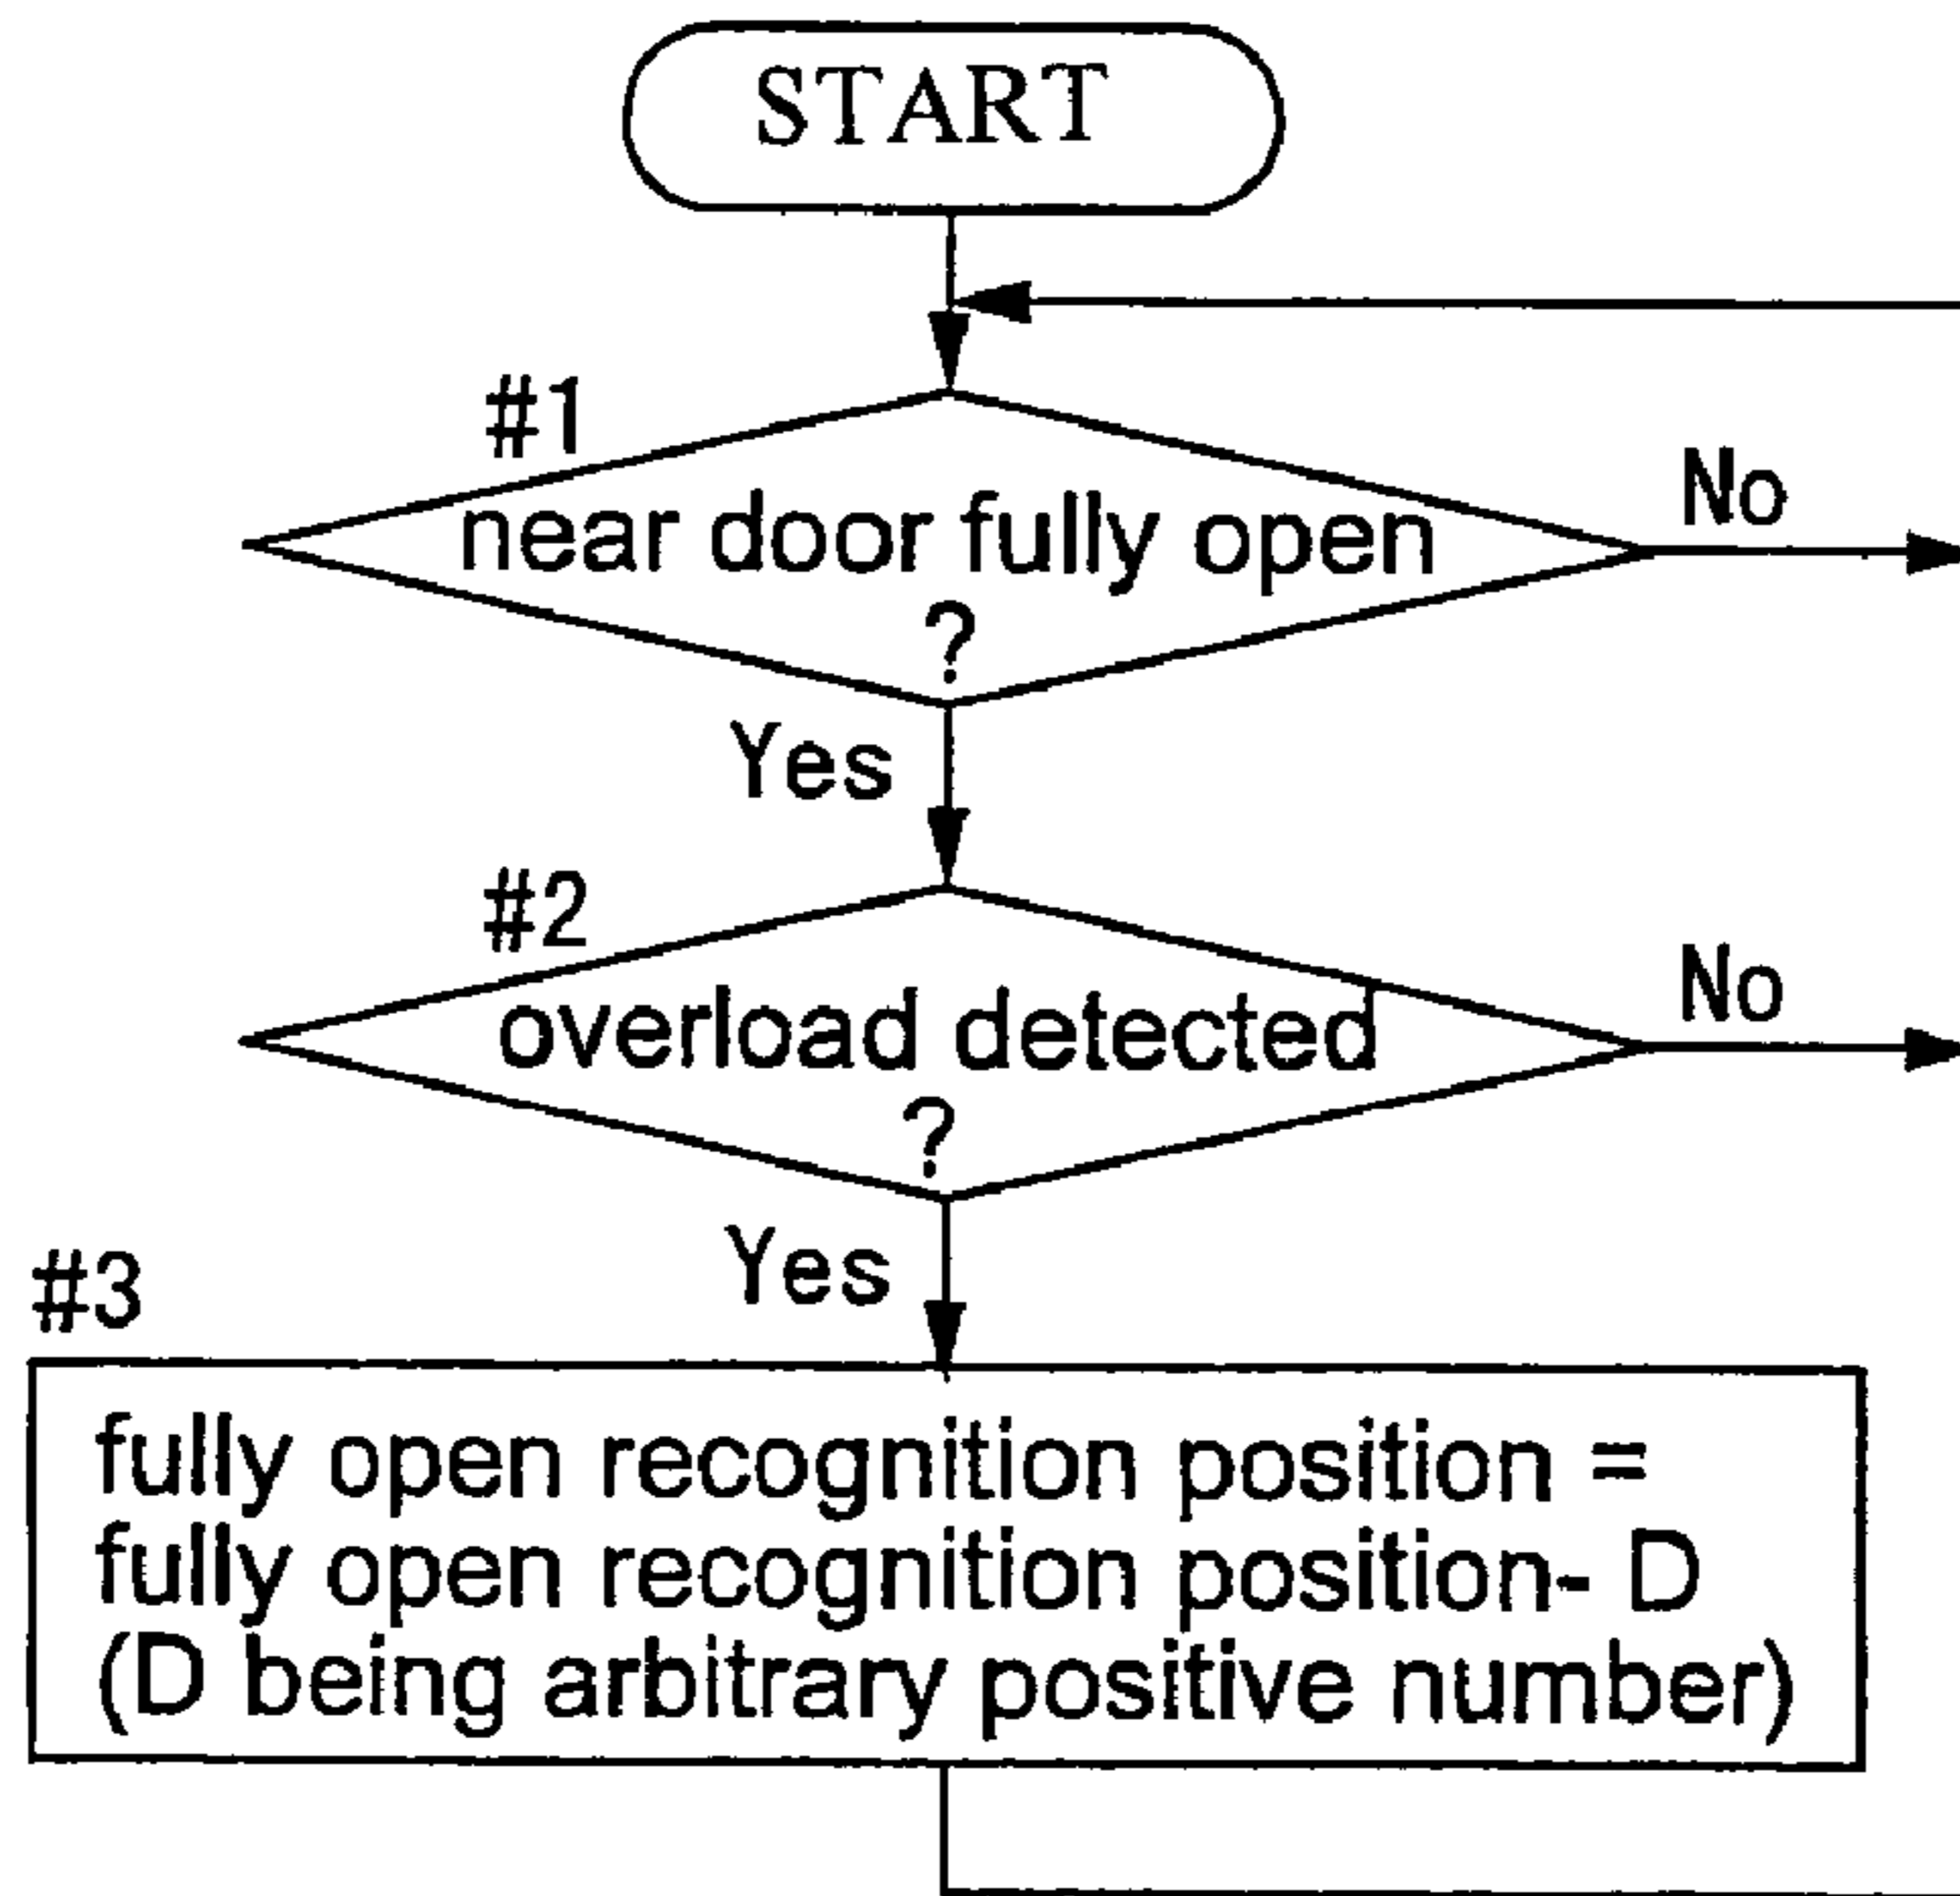 START
#1
near door fully open
?
No
Yes
#2
overload detected
?
No
Yes
#3
fully open recognition position =
fully open recognition position- D
(D being arbitrary positive number)